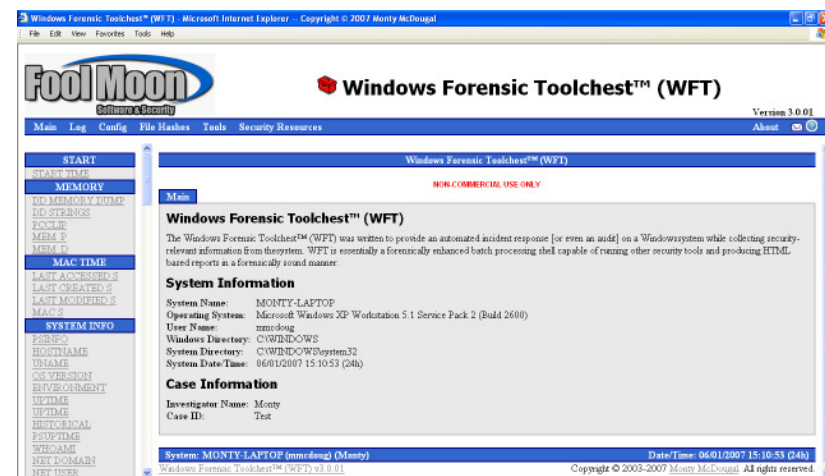 Windows Forensic Toolchest™ (WFT) - Microsoft Internet Explorer -- Copyright © 2007 Monty McDougal
File Edit View Favorites Tools Help
Fool Moon
Software & Security
Windows Forensic Toolchest™ (WFT)
Version 3.0.01
Main Log Config File Hashes Tools Security Resources About
START
START TIME
MEMORY
DD MEMORY DUMP
DD STRINGS
PCCLIP
MEM_P
MEM_D
MAC TIME
LAST ACCESSED S
LAST CREATED S
LAST MODIFIED S
MAC S
SYSTEM INFO
PSINFO
HOSTNAME
UNAME
OS VERSION
ENVIRONMENT
UPTIME
UPTIME
HISTORICAL
PSUPTIME
WHOAMI
NET DOMAIN
NET USER
Windows Forensic Toolchest™ (WFT)
NON-COMMERCIAL USE ONLY
Main
Windows Forensic Toolchest™ (WFT)
The Windows Forensic Toolchest™ (WFT) was written to provide an automated incident response [or even an audit] on a Windowssystem while collecting security-
relevant information from thesystem. WFT is essentially a forensically enhanced batch processing shell capable of running other security tools and producing HTML
based reports in a forensically sound manner.
System Information
System Name: MONTY-LAPTOP
Operating System: Microsoft Windows XP Workstation 5.1 Service Pack 2 (Build 2600)
User Name: mmcdoug
Windows Directory: C:\WINDOWS
System Directory: C:\WINDOWS\system32
System Date/Time: 06/01/2007 15:10:53 (24h)
Case Information
Investigator Name: Monty
Case ID: Test
System: MONTY-LAPTOP (mmcdoug) (Monty) Date/Time: 06/01/2007 15:10:53 (24h)
Windows Forensic Toolchest™ (WFT) v3.0.01 Copyright © 2003-2007 Monty McDougal All rights reserved.